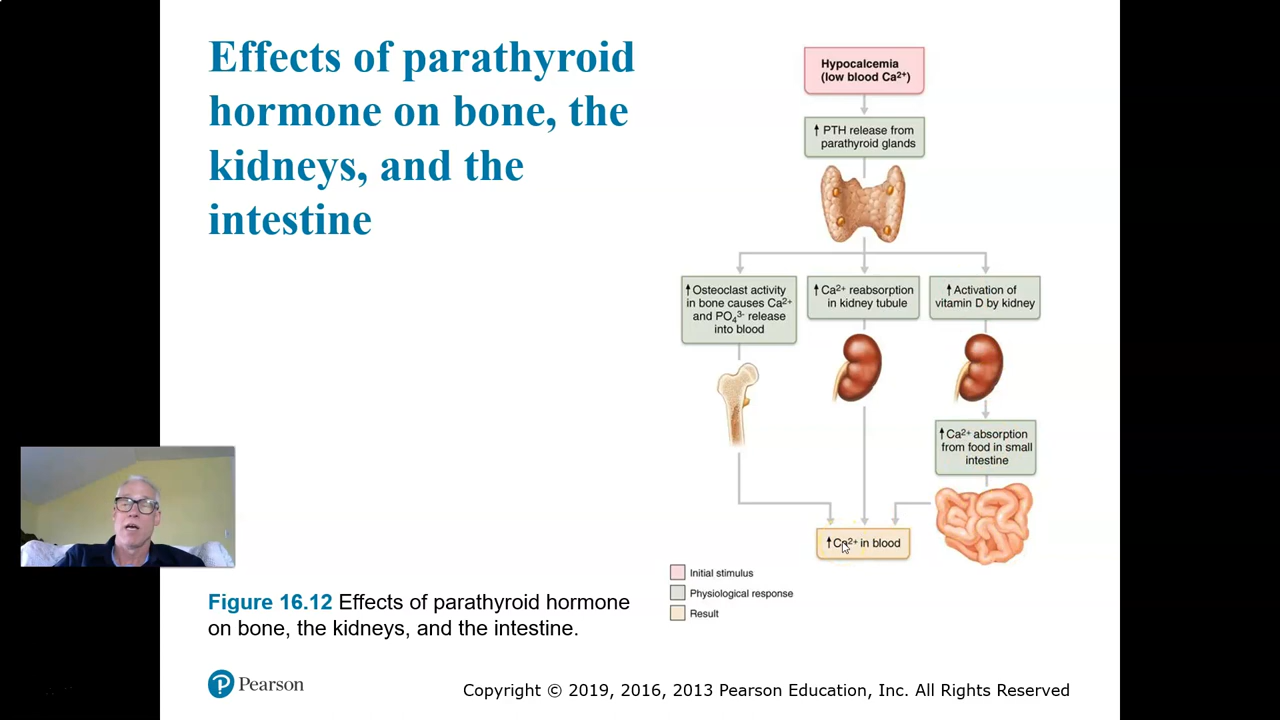 Effects of parathyroid
hormone on bone, the
kidneys, and the
intestine
Hypocalcemia
(low blood Ca²⁺)
↑ PTH release from
parathyroid glands
↑ Osteoclast activity
in bone causes Ca²⁺
and PO₄³⁻ release
into blood
↑ Ca²⁺ reabsorption
in kidney tubule
↑ Activation of
vitamin D by kidney
↑ Ca²⁺ absorption
from food in small
intestine
↑ Ca²⁺ in blood
Initial stimulus
Physiological response
Result
Figure 16.12 Effects of parathyroid hormone
on bone, the kidneys, and the intestine.
P Pearson
Copyright © 2019, 2016, 2013 Pearson Education, Inc. All Rights Reserved